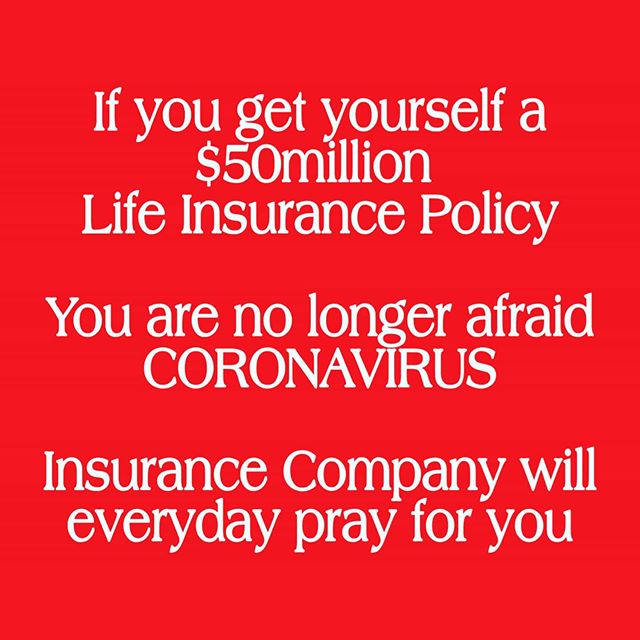 If you get yourself a
$50million
Life Insurance Policy
You are no longer afraid
CORONAVIRUS
Insurance Company will
everyday pray for you